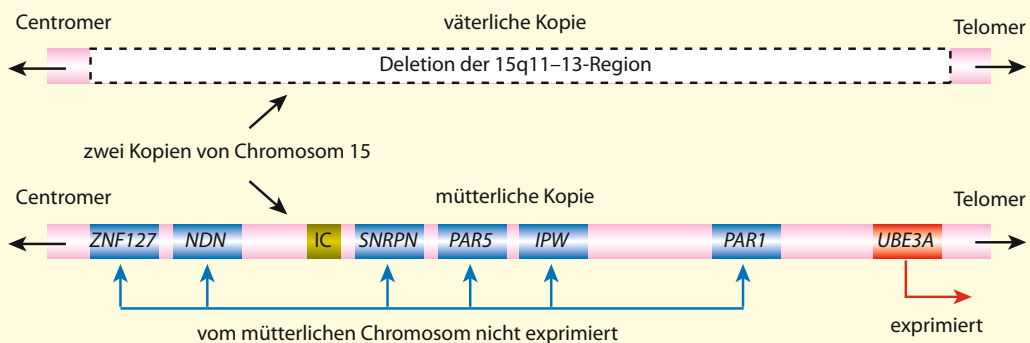 Centromer väterliche Kopie Telomer
Deletion der 15q11–13-Region
zwei Kopien von Chromosom 15
Centromer mütterliche Kopie Telomer
ZNF127 NDN IC SNRPN PAR5 IPW PAR1 UBE3A
vom mütterlichen Chromosom nicht exprimiert exprimiert